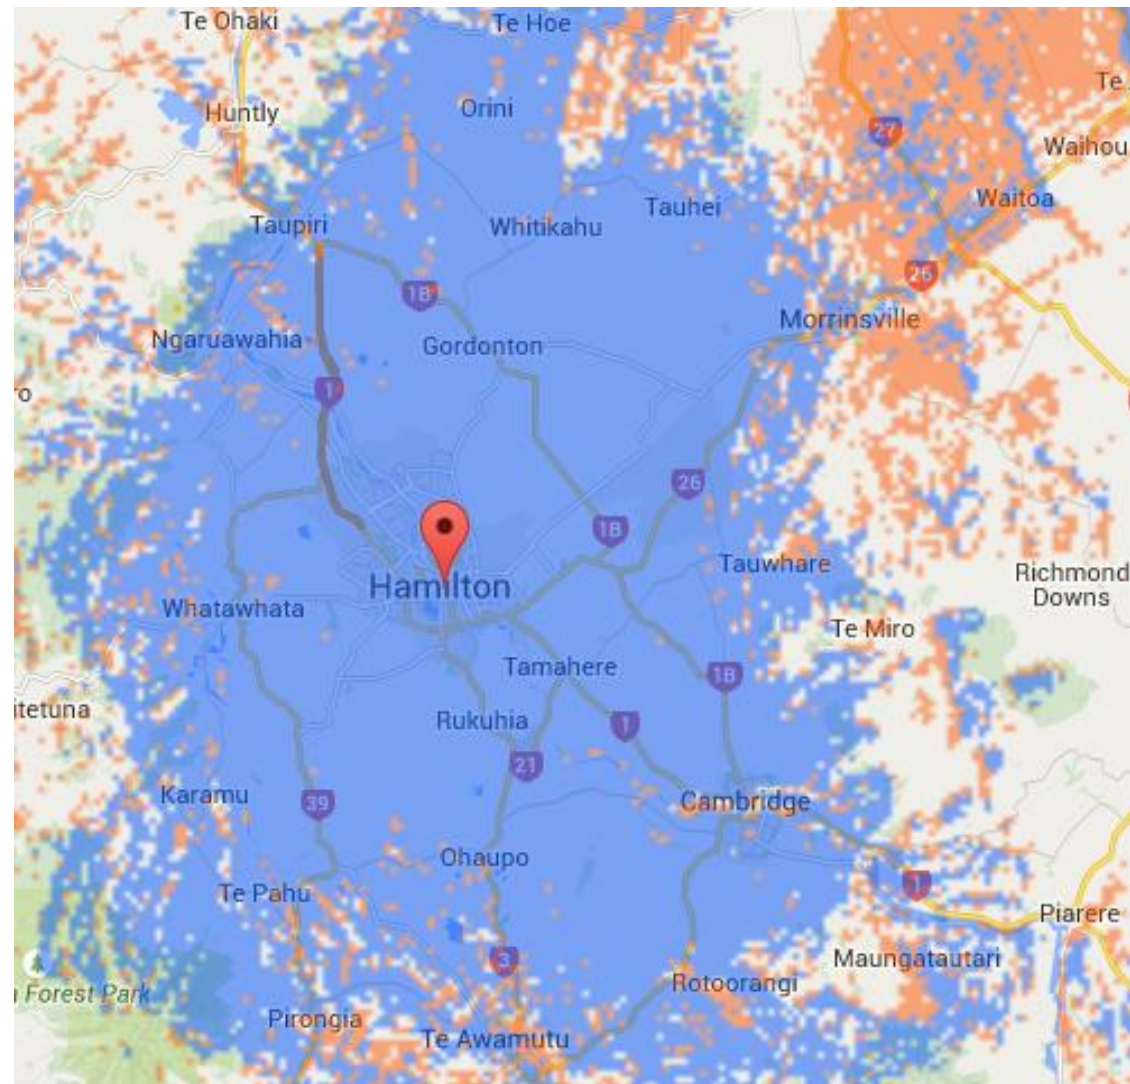 Te Ohaki
Te Hoe
Orini
Huntly
Te
27
Waihou
Waitoa
Tauhei
Taupiri
Whitikahu
26
1B
Morrinsville
Ngaruawahia
Gordonton
1
26
1B
Tauwhare
Richmond
Downs
Hamilton
Whatawhata
Te Miro
Tamahere
1B
itetuna
Rukuhia
1
21
Karamu
39
Cambridge
Ohaupo
Te Pahu
1
Piarere
3
Maungatautari
Forest Park
Rotoorangi
Pirongia
Te Awamutu